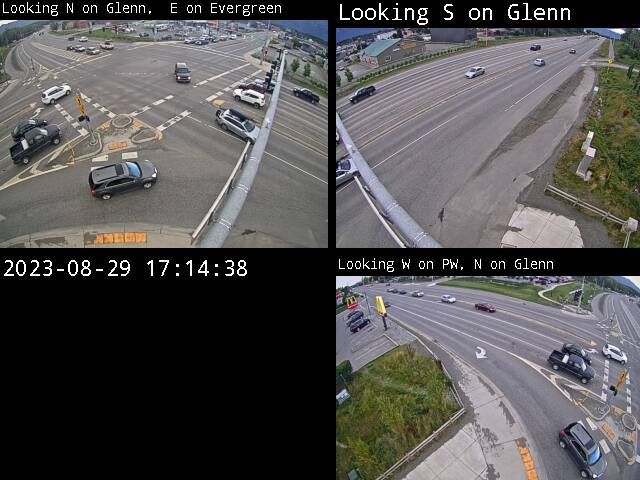 Looking N on Glenn,  E on Evergreen
Looking S on Glenn
2023-08-29 17:14:38
Looking W on PW, N on Glenn